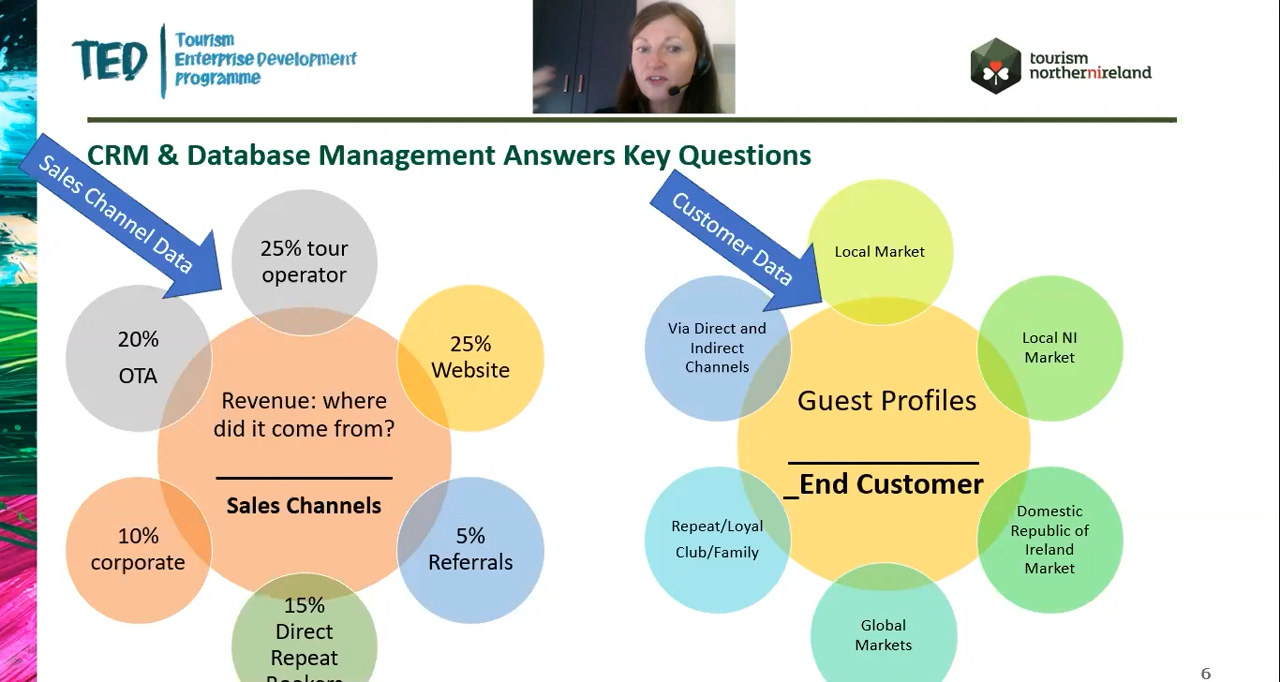 TED
Tourism
Enterprise Development
programme
tourism
northernireland
CRM & Database Management Answers Key Questions
Sales Channel Data
25% tour
operator
20%
OTA
25%
Website
Revenue: where
did it come from?
Sales Channels
10%
corporate
5%
Referrals
15%
Direct
Repeat
Customer Data
Local Market
Via Direct and
Indirect
Channels
Local NI
Market
Guest Profiles
_End Customer
Repeat/Loyal
Club/Family
Domestic
Republic of
Ireland
Market
Global
Markets
6